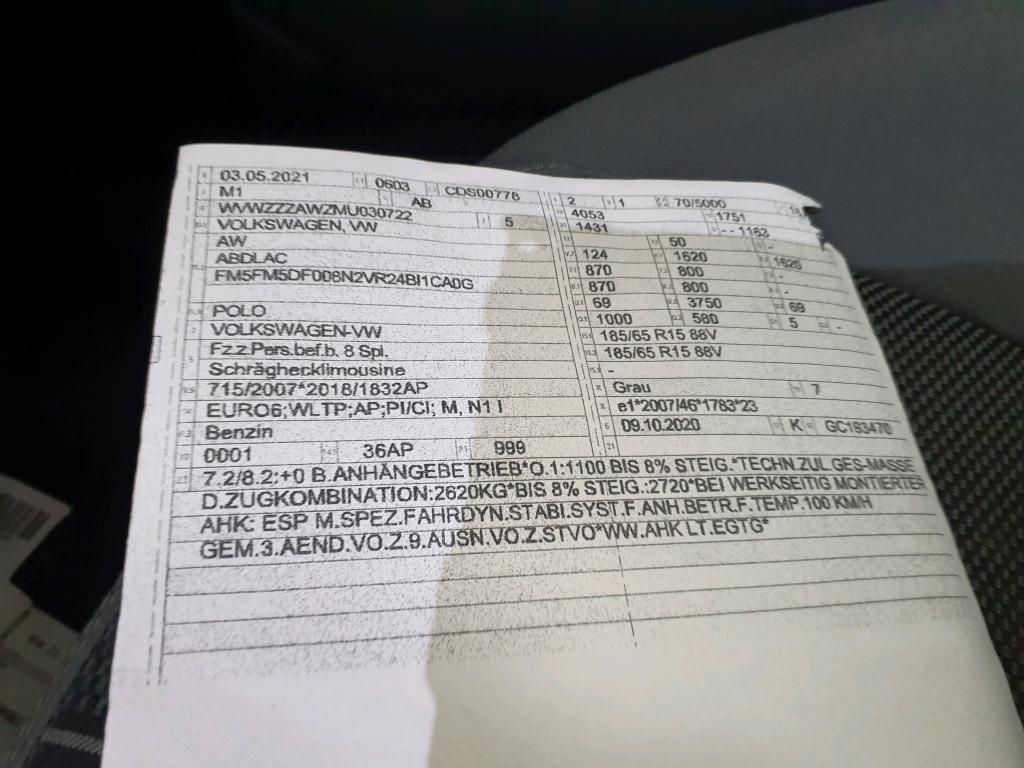 03.05.2021 0603 CDS00778 2 1 70/5000
M1 AB 4053 1751
WVWZZZAWZMU030722 5 1431 -- 1163
VOLKSWAGEN, VW 50 -
AW 124 1620 1620
ABDLAC 870 800 -
FM5FM5DF008N2VR24BI1CA0G 870 800 -
69 3750 69
POLO 1000 580 5 -
VOLKSWAGEN-VW 185/65 R15 88V
Fz.z.Pers.bef.b. 8 Spl. 185/65 R15 88V
Schräghecklimousine -
715/2007*2018/1832AP Grau 7
EURO6;WLTP;AP;PI/CI; M, N1 I e1*2007/46*1783*23
Benzin 09.10.2020 K GC193470
0001 36AP 999
7.2/8.2:+0 B.ANHÄNGEBETRIEB*O.1:1100 BIS 8% STEIG.*TECHN.ZUL.GES-MASSE
D.ZUGKOMBINATION:2620KG*BIS 8% STEIG.:2720*BEI WERKSEITIG MONTIERTER
AHK: ESP M.SPEZ.FAHRDYN.STABI.SYST.F.ANH.BETR.F.TEMP.100 KM/H
GEM.3.AEND.VO.Z.9.AUSN.VO.Z.STVO*WW.AHK LT.EGTG*